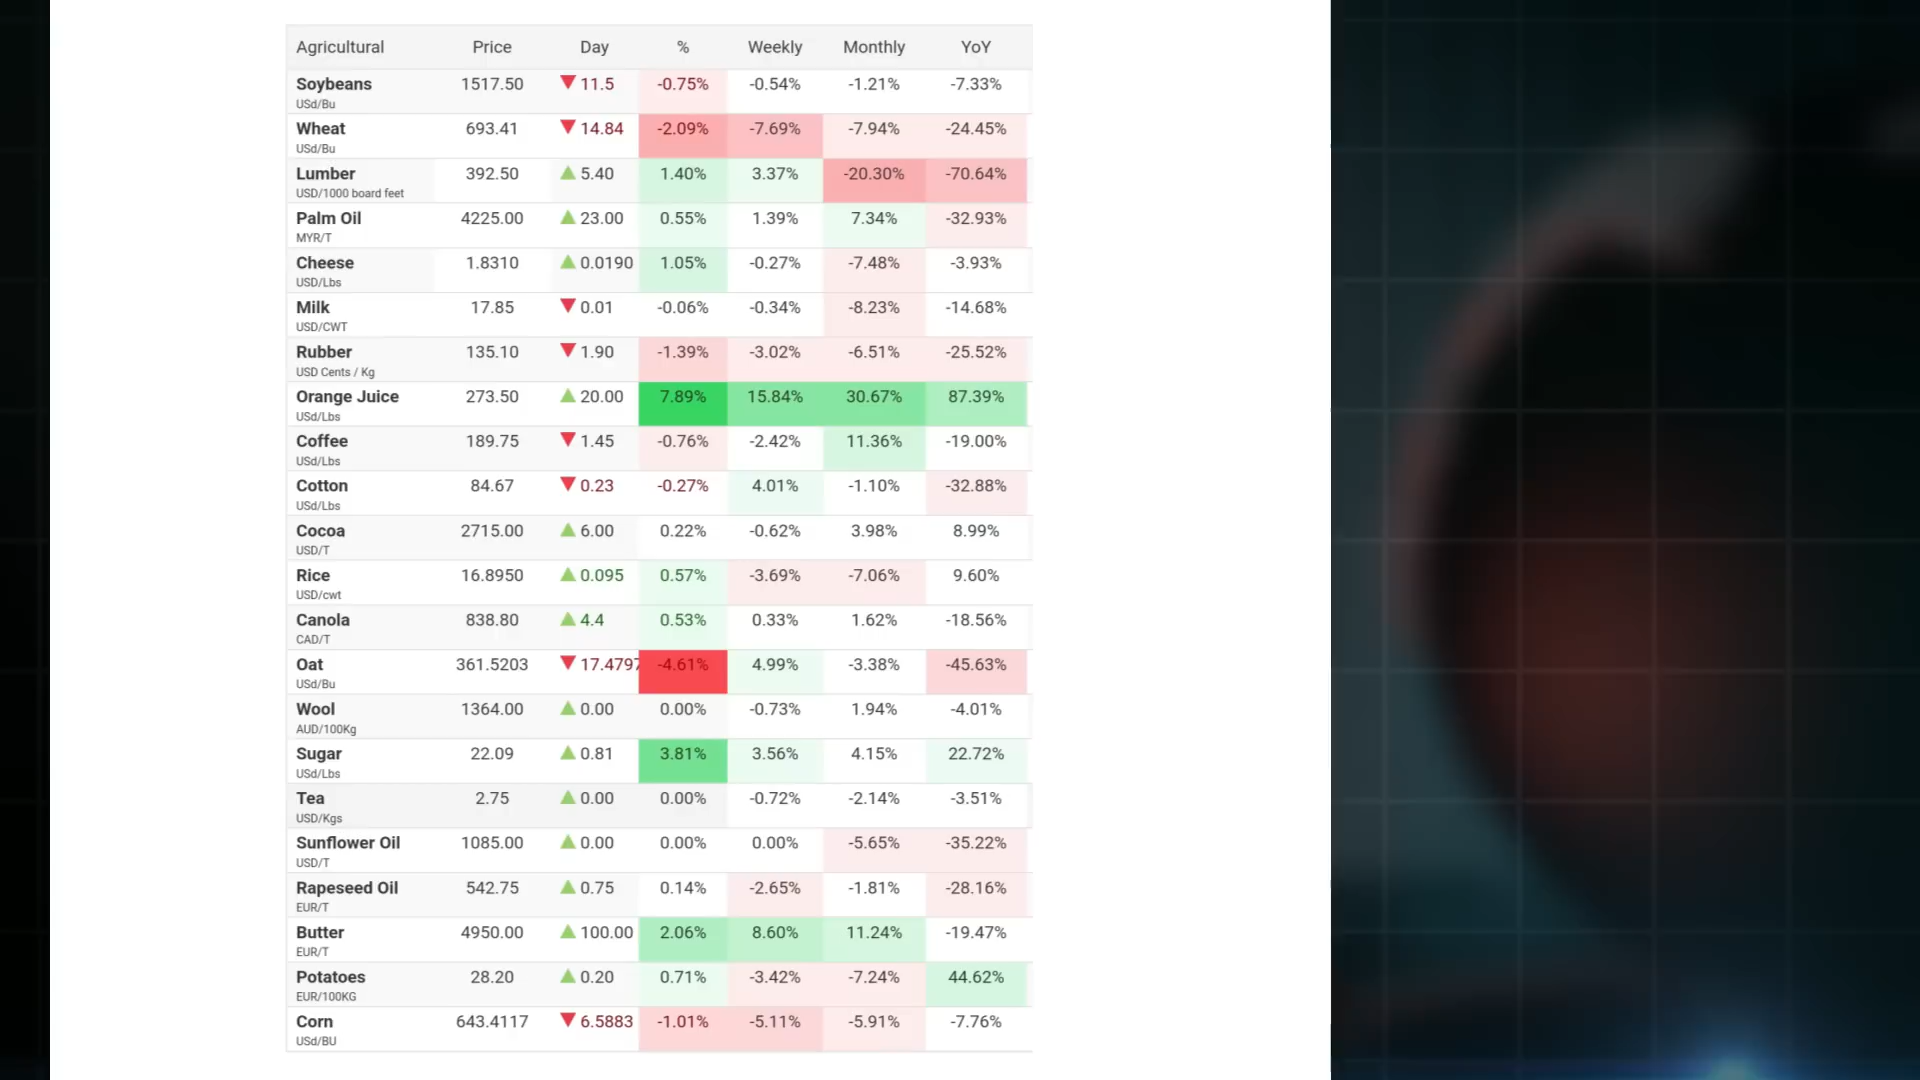 Agricultural Price Day % Weekly Monthly YoY
Soybeans 1517.50 11.5 -0.75% -0.54% -1.21% -7.33%
USd/Bu
Wheat 693.41 14.84 -2.09% -7.69% -7.94% -24.45%
USd/Bu
Lumber 392.50 5.40 1.40% 3.37% -20.30% -70.64%
USD/1000 board feet
Palm Oil 4225.00 23.00 0.55% 1.39% 7.34% -32.93%
MYR/T
Cheese 1.8310 0.0190 1.05% -0.27% -7.48% -3.93%
USD/Lbs
Milk 17.85 0.01 -0.06% -0.34% -8.23% -14.68%
USD/CWT
Rubber 135.10 1.90 -1.39% -3.02% -6.51% -25.52%
USD Cents / Kg
Orange Juice 273.50 20.00 7.89% 15.84% 30.67% 87.39%
USd/Lbs
Coffee 189.75 1.45 -0.76% -2.42% 11.36% -19.00%
USd/Lbs
Cotton 84.67 0.23 -0.27% 4.01% -1.10% -32.88%
USd/Lbs
Cocoa 2715.00 6.00 0.22% -0.62% 3.98% 8.99%
USD/T
Rice 16.8950 0.095 0.57% -3.69% -7.06% 9.60%
USD/cwt
Canola 838.80 4.4 0.53% 0.33% 1.62% -18.56%
CAD/T
Oat 361.5203 17.4797 -4.61% 4.99% -3.38% -45.63%
USd/Bu
Wool 1364.00 0.00 0.00% -0.73% 1.94% -4.01%
AUD/100Kg
Sugar 22.09 0.81 3.81% 3.56% 4.15% 22.72%
USd/Lbs
Tea 2.75 0.00 0.00% -0.72% -2.14% -3.51%
USD/Kgs
Sunflower Oil 1085.00 0.00 0.00% 0.00% -5.65% -35.22%
USD/T
Rapeseed Oil 542.75 0.75 0.14% -2.65% -1.81% -28.16%
EUR/T
Butter 4950.00 100.00 2.06% 8.60% 11.24% -19.47%
EUR/T
Potatoes 28.20 0.20 0.71% -3.42% -7.24% 44.62%
EUR/100KG
Corn 643.4117 6.5883 -1.01% -5.11% -5.91% -7.76%
USd/BU